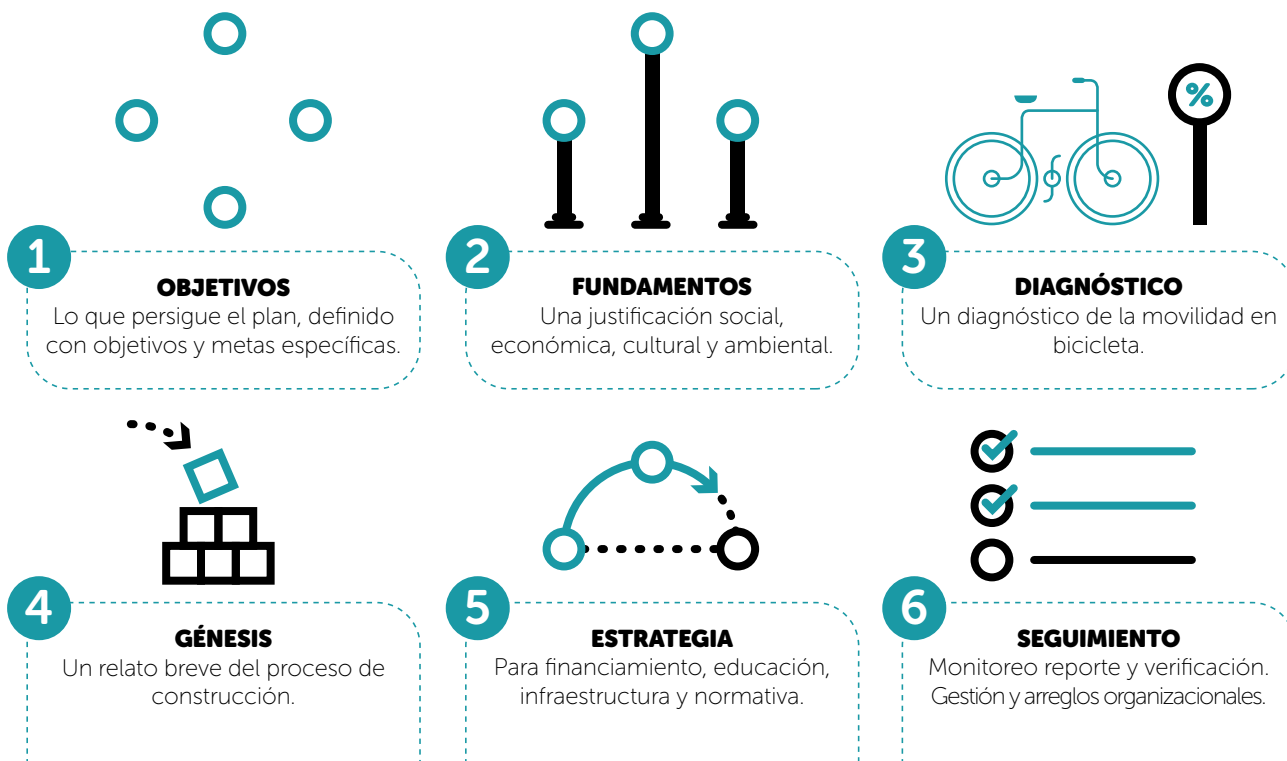 1
OBJETIVOS
Lo que persigue el plan, definido
con objetivos y metas específicas.
2
FUNDAMENTOS
Una justificación social,
económica, cultural y ambiental.
%
3
DIAGNÓSTICO
Un diagnóstico de la movilidad en
bicicleta.
4
GÉNESIS
Un relato breve del proceso de
construcción.
5
ESTRATEGIA
Para financiamiento, educación,
infraestructura y normativa.
6
SEGUIMIENTO
Monitoreo reporte y verificación.
Gestión y arreglos organizacionales.